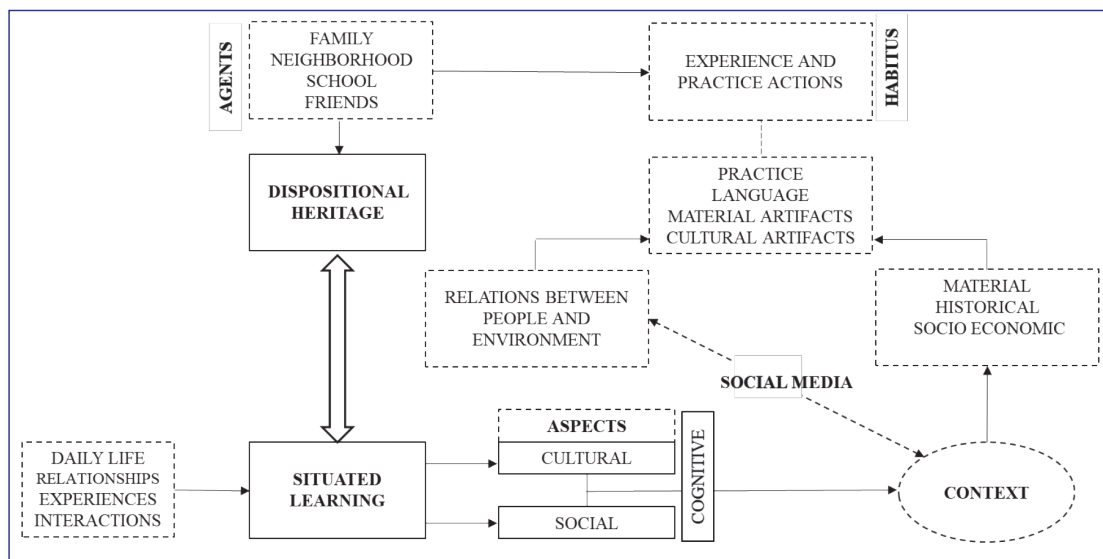 AGENTS
FAMILY
NEIGHBORHOOD
SCHOOL
FRIENDS
EXPERIENCE AND
PRACTICE ACTIONS
HABITUS
DISPOSITIONAL
HERITAGE
PRACTICE
LANGUAGE
MATERIAL ARTIFACTS
CULTURAL ARTIFACTS
RELATIONS BETWEEN
PEOPLE AND
ENVIRONMENT
MATERIAL
HISTORICAL
SOCIO ECONOMIC
SOCIAL MEDIA
DAILY LIFE
RELATIONSHIPS
EXPERIENCES
INTERACTIONS
SITUATED
LEARNING
ASPECTS
CULTURAL
SOCIAL
COGNITIVE
CONTEXT